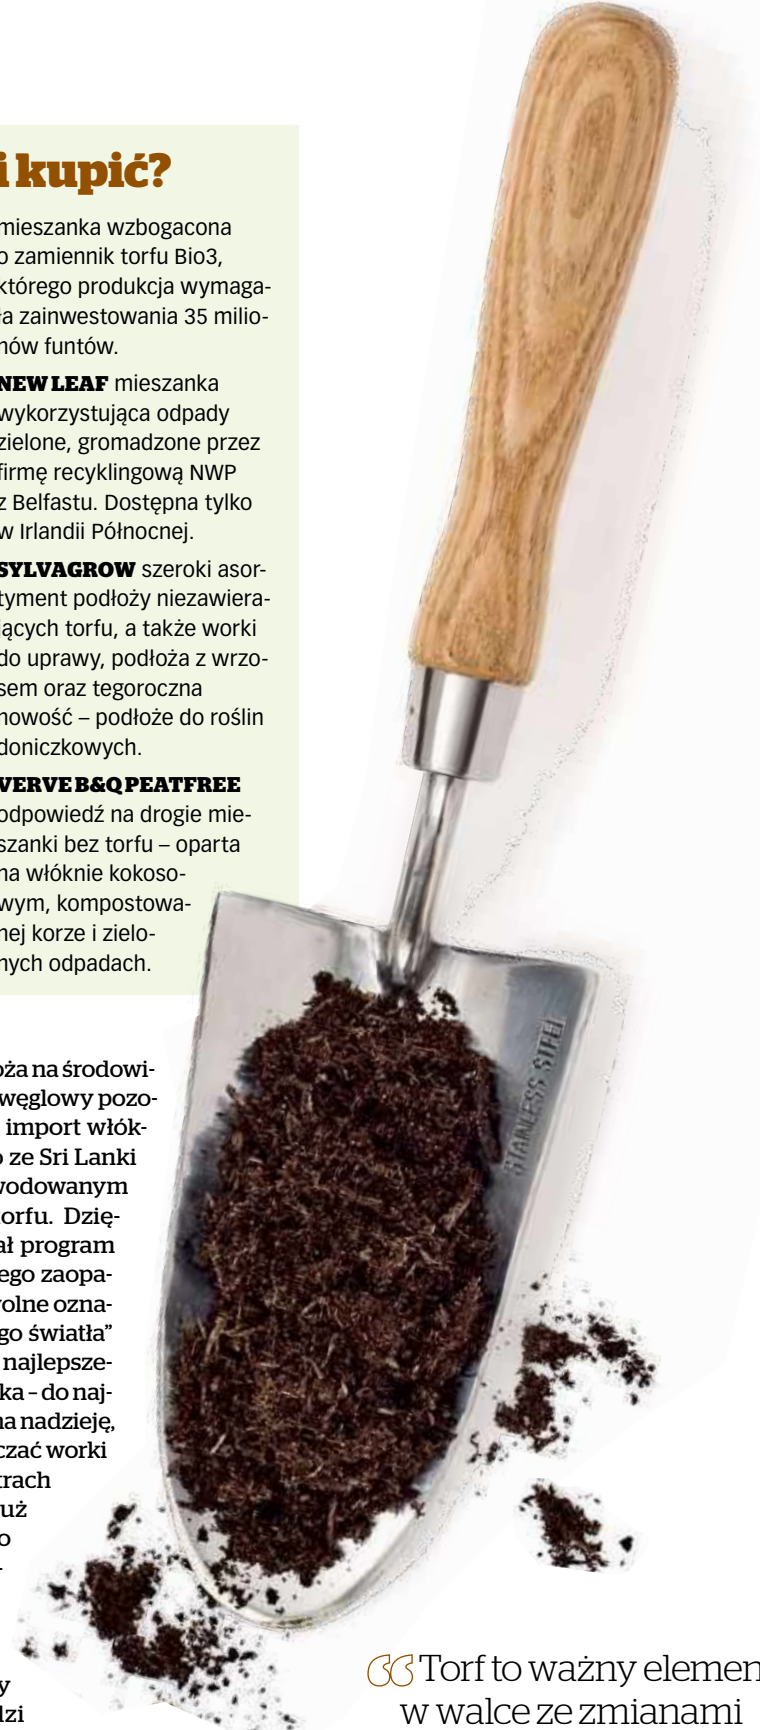 i kupić?
mieszanka wzbogacona
o zamiennik torfu Bio3,
którego produkcja wymaga-
ła zainwestowania 35 milio-
nów funtów.
NEW LEAF mieszanka
wykorzystująca odpady
zielone, gromadzone przez
firmę recyklingową NWP
z Belfastu. Dostępna tylko
w Irlandii Północnej.
SYLVAGROW szeroki asor-
tyment podłoży niezawiera-
jących torfu, a także worki
do uprawy, podłoża z wrzo-
sem oraz tegoroczna
nowość – podłoże do roślin
doniczkowych.
VERVE B&Q PEATFREE
odpowiedź na drogie mie-
szanki bez torfu – oparta
na włóknie kokoso-
wym, kompostowa-
nej korze i zielo-
nych odpadach.
STAINLESS STEEL
oża na środowi-
węglowy pozo-
import włók-
o ze Sri Lanki
wodowanym
torfu. Dzię-
ał program
ego zaopa-
olne ozna-
go światła”
najlepsze-
ka – do naj-
na nadzieję,
czać worki
trach
uż
o
-
y
dzi
“Torf to ważny elemen
w walce ze zmianami